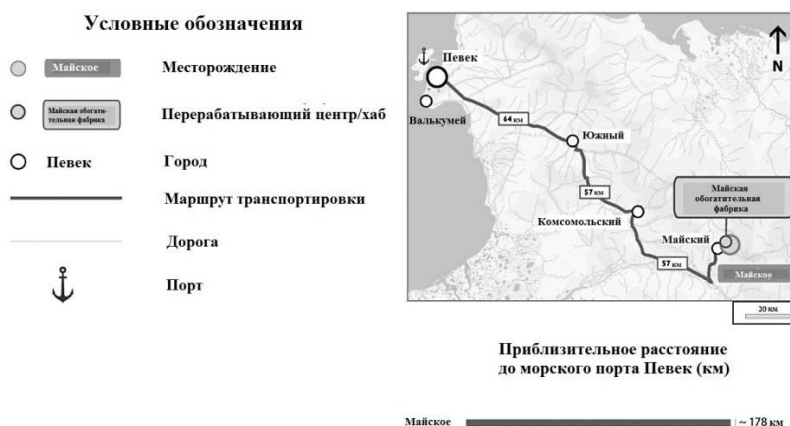 Условные обозначения
Майское
Месторождение
Майская обогати-
тельная фабрика
Перерабатывающий центр/хаб
Певек
Город
Маршрут транспортировки
Дорога
Порт
Певек
N
Валькумей
64 км
Южный
57 км
Майская
обогатительная
фабрика
Комсомольский
Майский
57 км
Майское
20 км
Приблизительное расстояние
до морского порта Певек (км)
Майское
~ 178 км